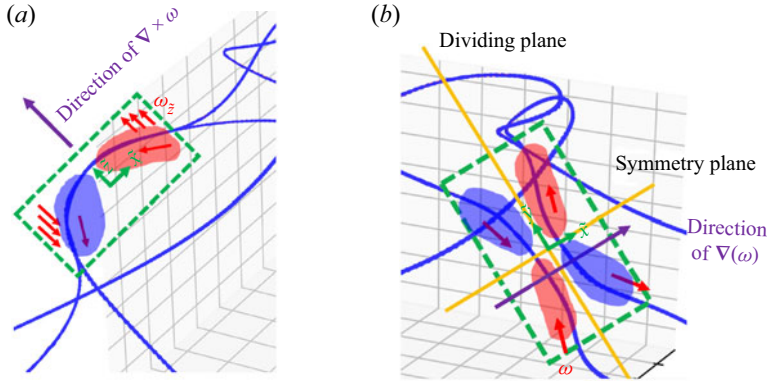 (a)
Direction of ∇ × ω
ω_z̃
z̃
x̃
(b)
Dividing plane
Symmetry plane
ỹ
x̃
Direction
of ∇(ω)
ω